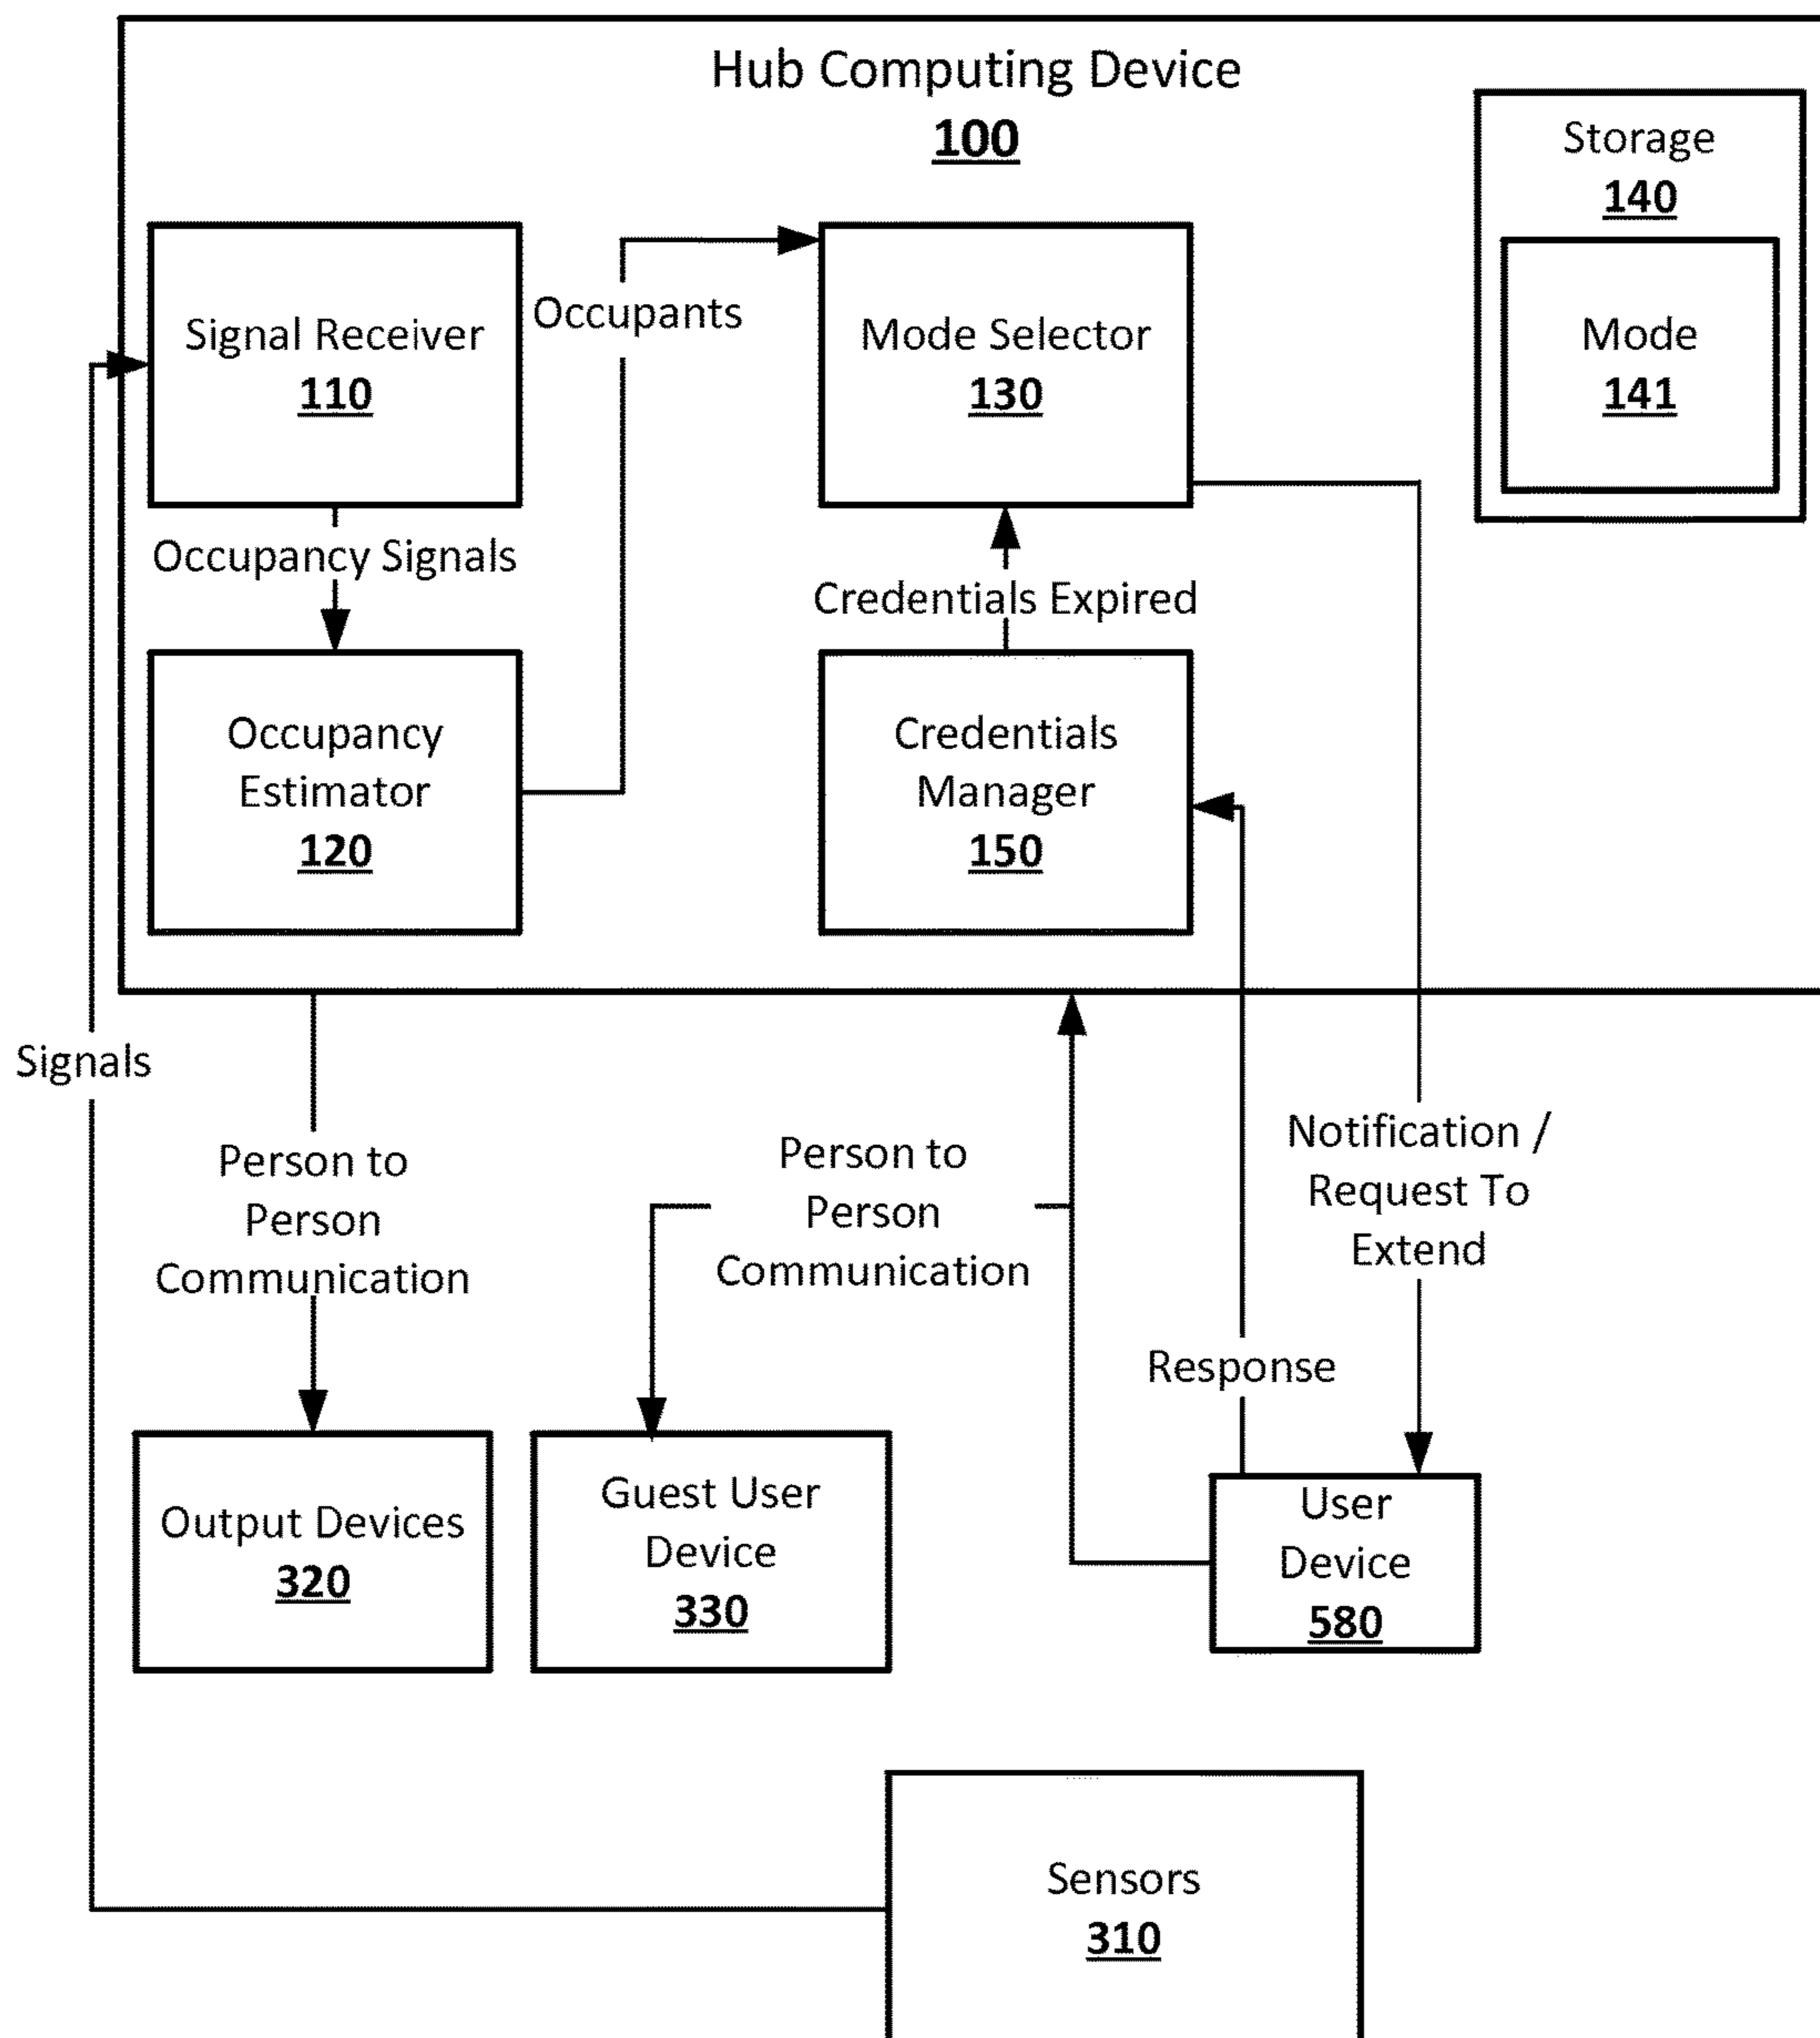 Hub Computing Device
100
Storage
140
Mode
141
Signal Receiver
110
Occupants
Mode Selector
130
Occupancy Signals
Credentials Expired
Occupancy
Estimator
120
Credentials
Manager
150
Signals
Person to
Person
Communication
Person to
Person
Communication
Notification /
Request To
Extend
Response
Output Devices
320
Guest User
Device
330
User
Device
580
Sensors
310